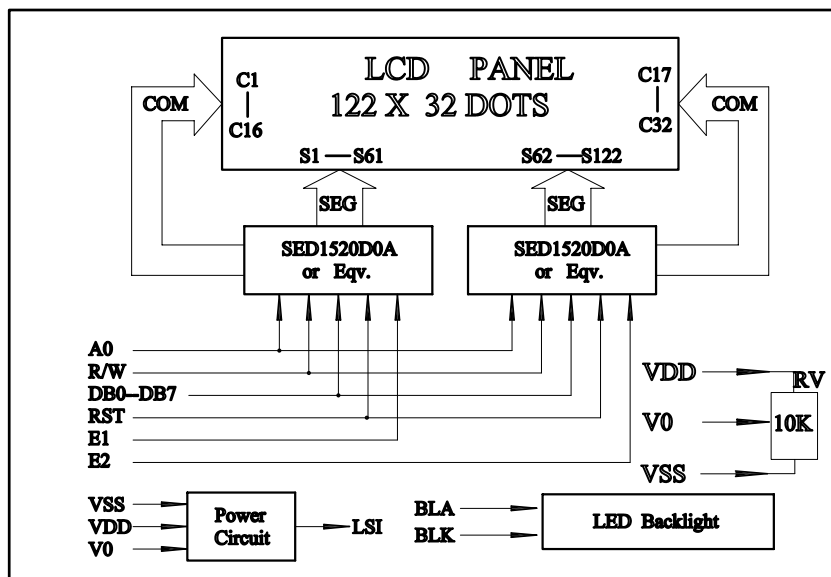 LCD PANEL
122 X 32 DOTS
COM
C1
C16
C17
C32
COM
S1 — S61
S62 — S122
SEG
SEG
SED1520D0A
or Eqv.
SED1520D0A
or Eqv.
A0
R/W
DB0-DB7
RST
E1
E2
VDD
RV
V0
10K
VSS
VSS
VDD
V0
Power
Circuit
LSI
BLA
BLK
LED Backlight